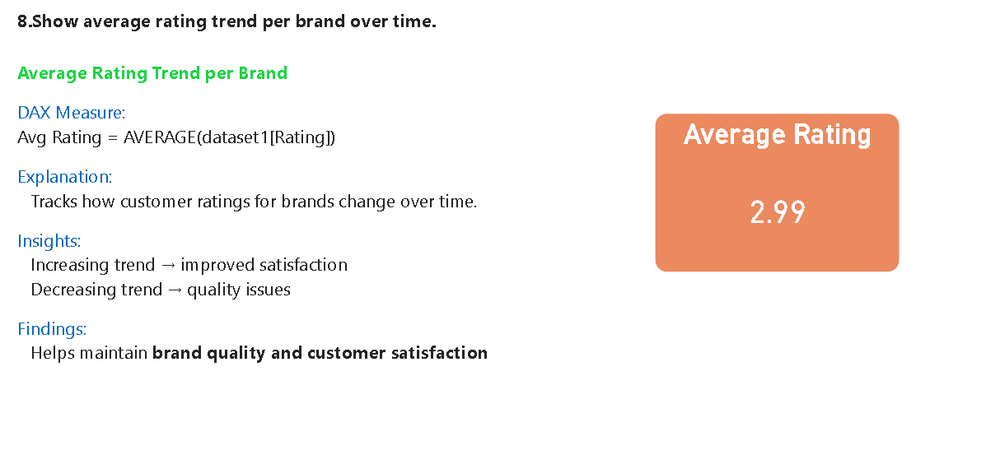 8.Show average rating trend per brand over time.
Average Rating Trend per Brand
DAX Measure:
Avg Rating = AVERAGE(dataset1[Rating])
Explanation:
Tracks how customer ratings for brands change over time.
Insights:
Increasing trend → improved satisfaction
Decreasing trend → quality issues
Findings:
Helps maintain brand quality and customer satisfaction
Average Rating
2.99